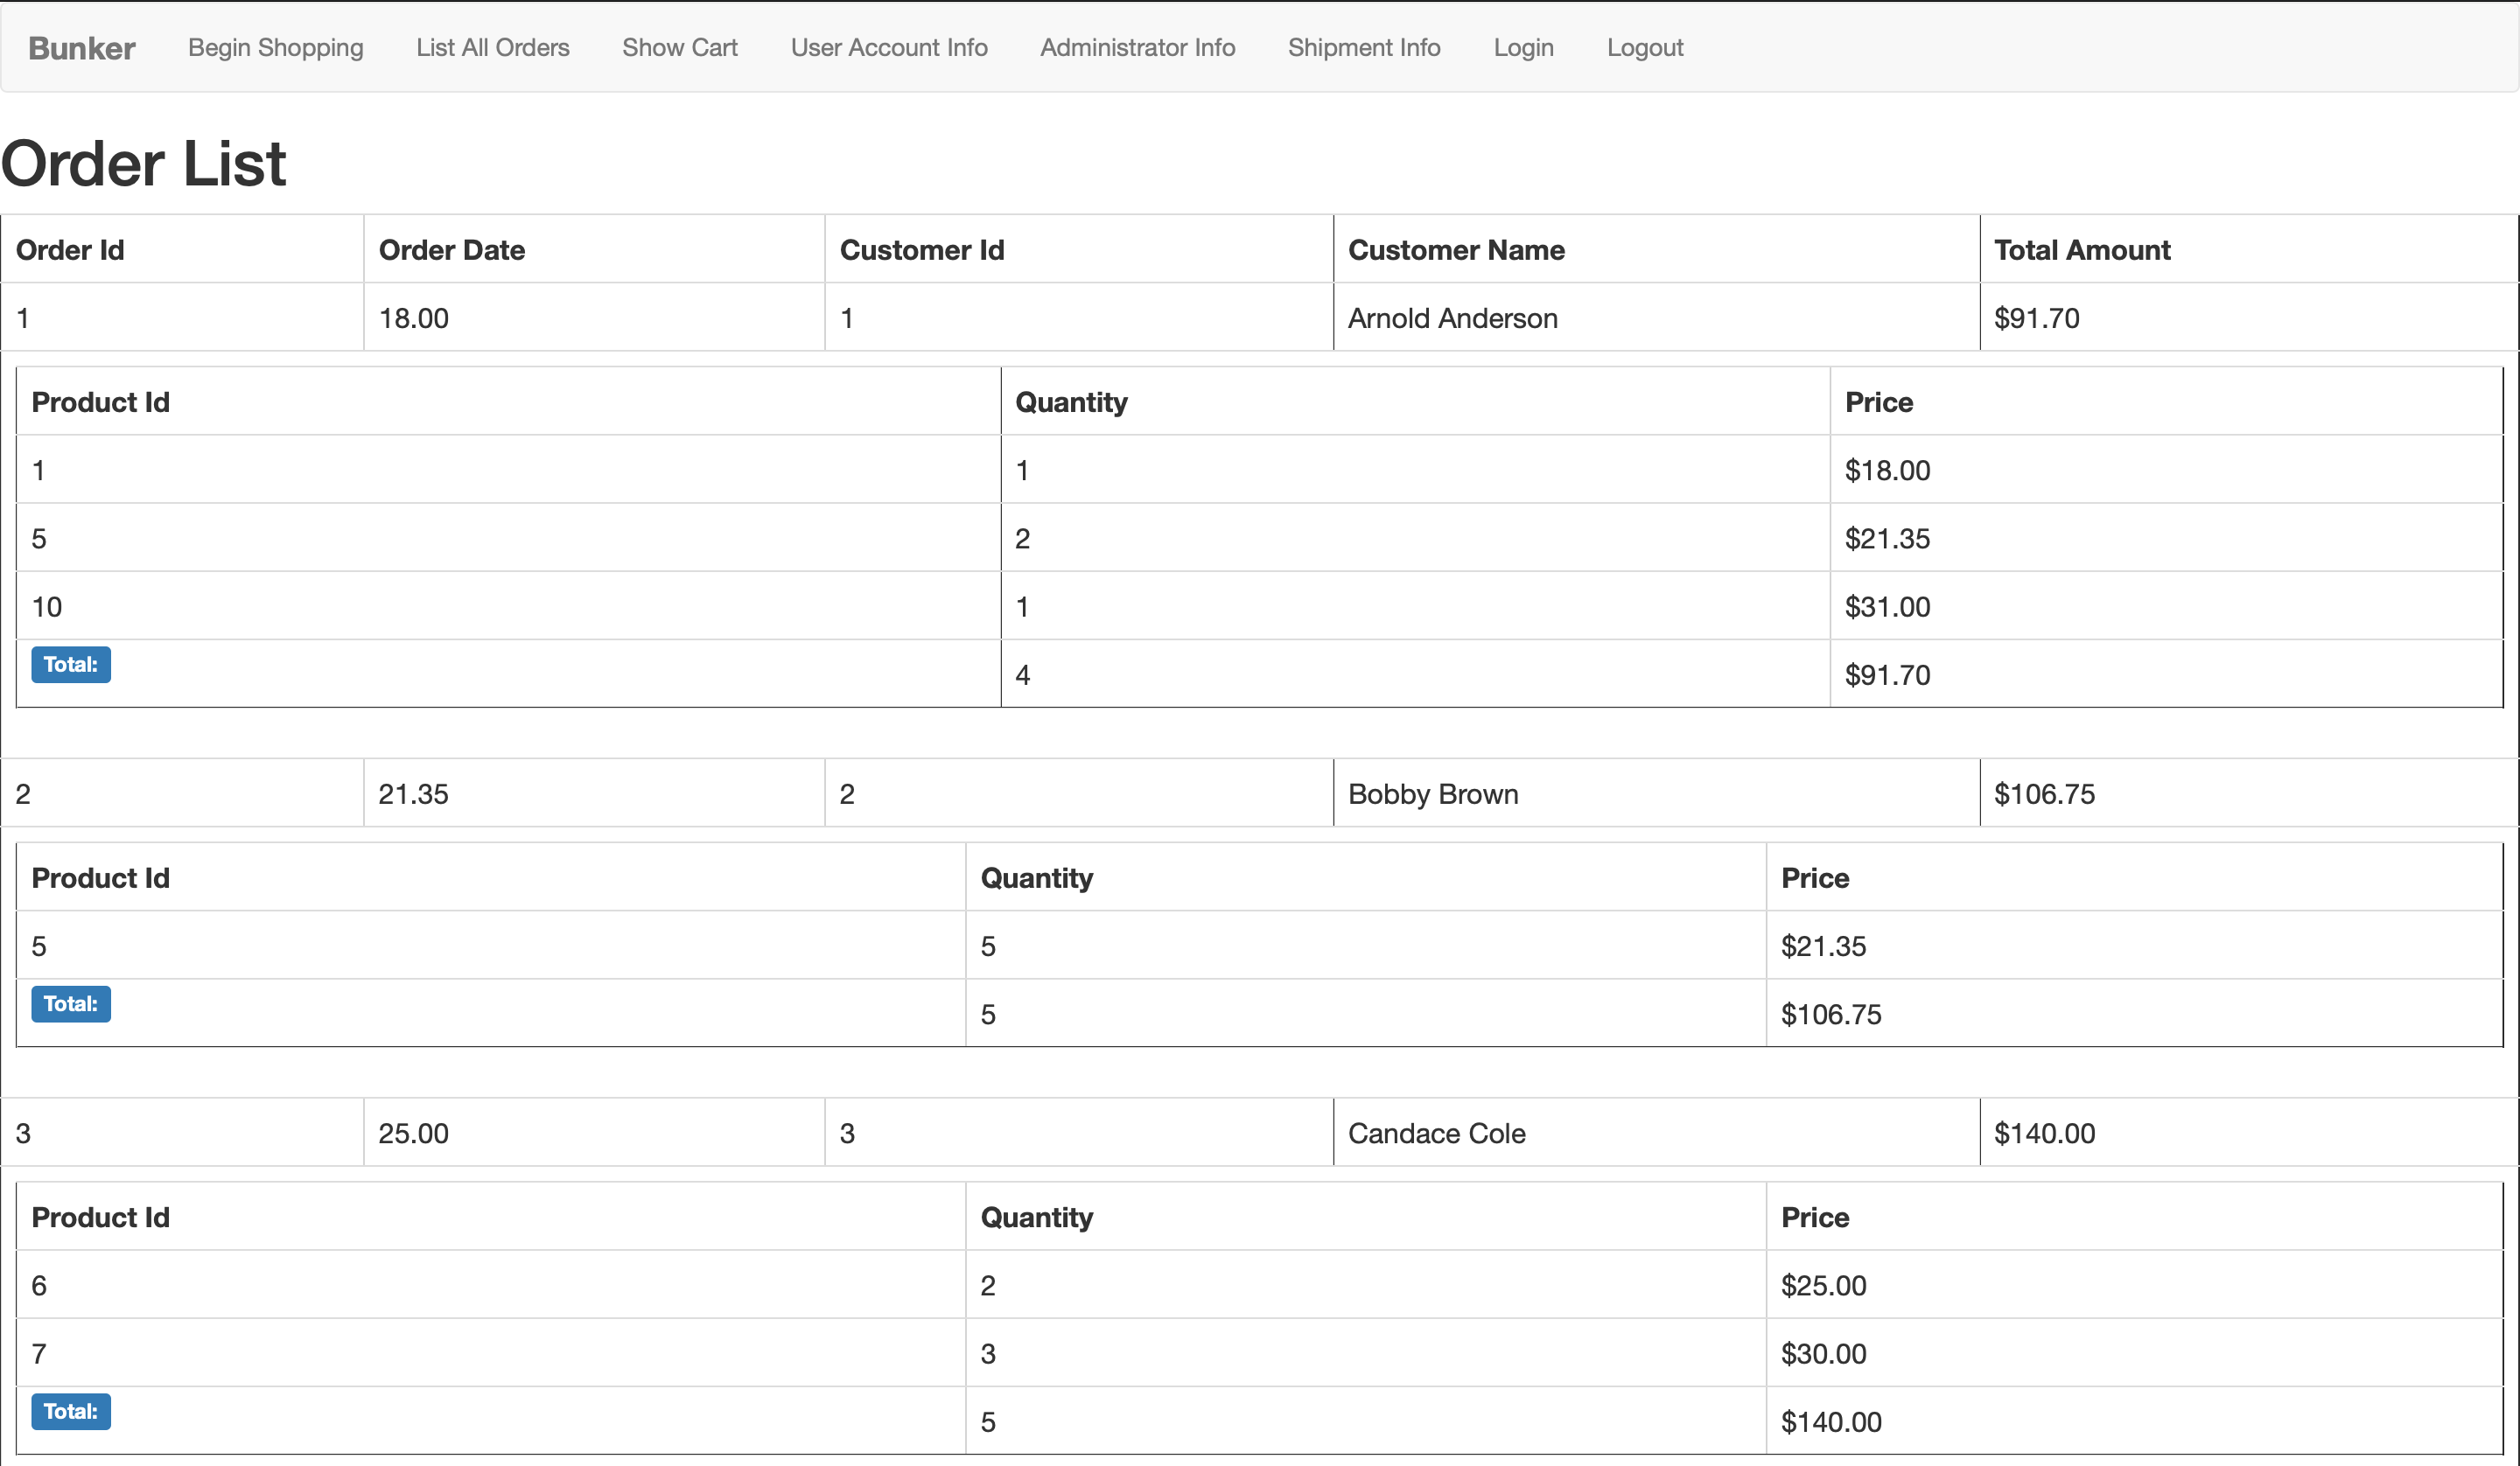 Bunker Begin Shopping List All Orders Show Cart User Account Info Administrator Info Shipment Info Login Logout
Order List
Order Id Order Date Customer Id Customer Name Total Amount
1 18.00 1 Arnold Anderson $91.70
Product Id Quantity Price
1 1 $18.00
5 2 $21.35
10 1 $31.00
Total: 4 $91.70
2 21.35 2 Bobby Brown $106.75
Product Id Quantity Price
5 5 $21.35
Total: 5 $106.75
3 25.00 3 Candace Cole $140.00
Product Id Quantity Price
6 2 $25.00
7 3 $30.00
Total: 5 $140.00